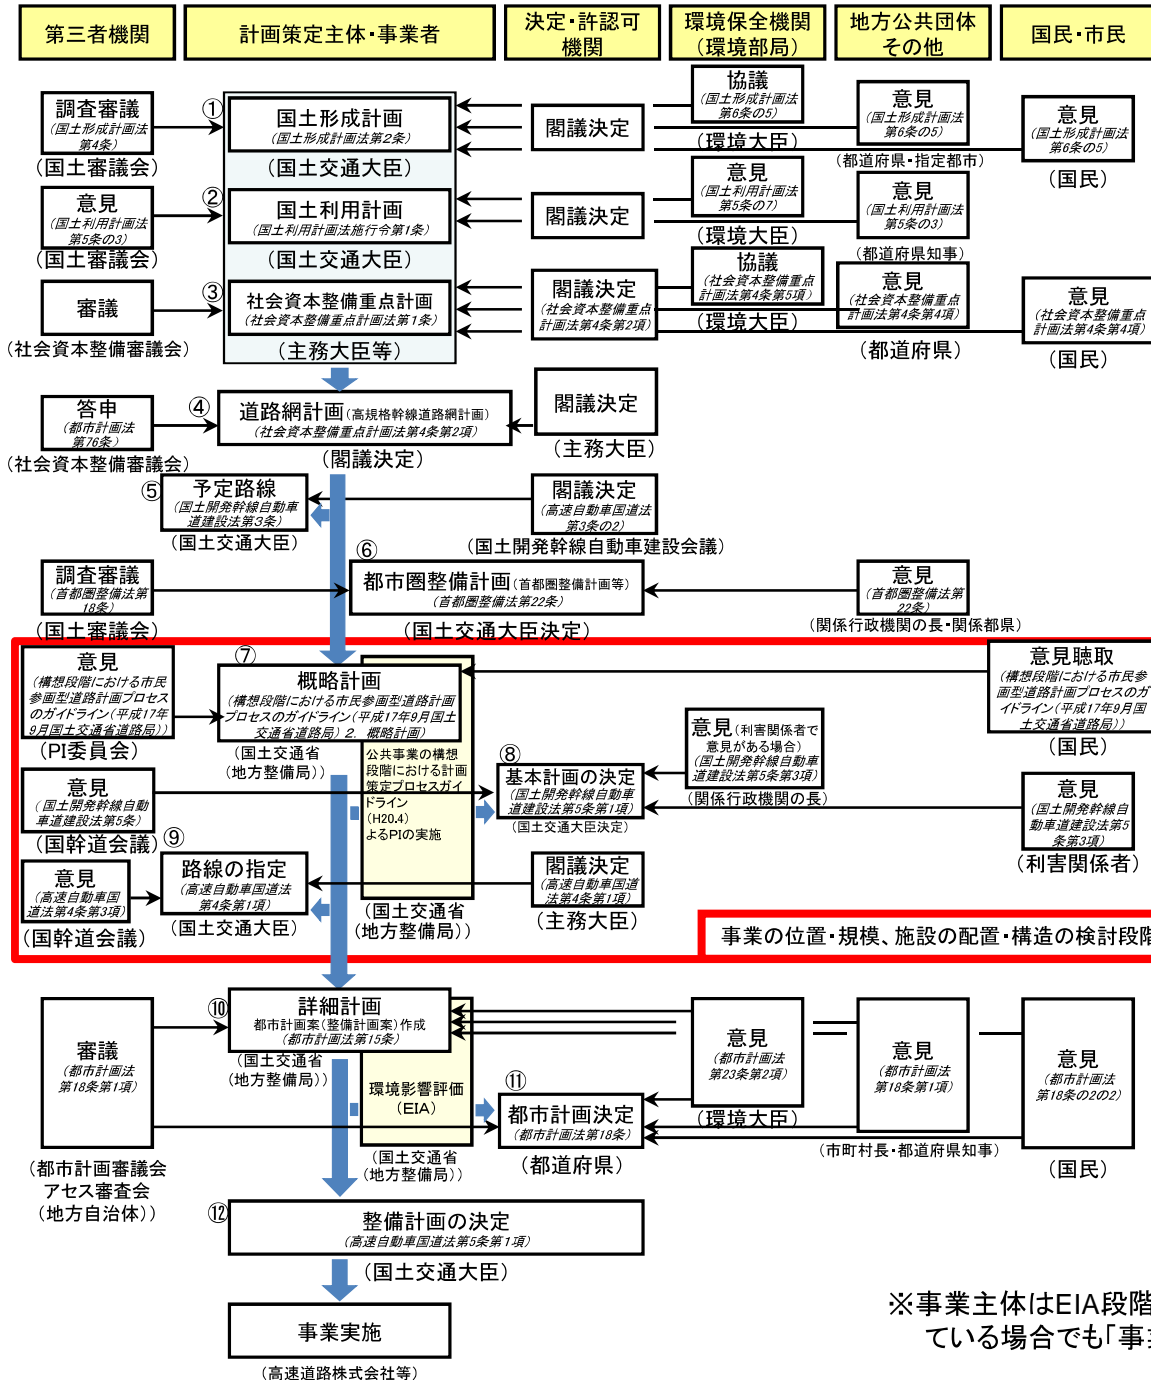 第三者機関
計画策定主体・事業者
決定・許認可
機関
環境保全機関
(環境部局)
地方公共団体
その他
国民・市民
調査審議
(国土形成計画法
第4条)
(国土審議会)
①
国土形成計画
(国土形成計画法第2条)
(国土交通大臣)
閣議決定
協議
(国土形成計画法
第6条の5)
(環境大臣)
意見
(国土形成計画法
第6条の5)
(都道府県・指定都市)
意見
(国土形成計画法
第6条の5)
(国民)
意見
(国土利用計画法
第5条の3)
(国土審議会)
②
国土利用計画
(国土利用計画法施行令第1条)
(国土交通大臣)
閣議決定
意見
(国土利用計画法
第5条の7)
(環境大臣)
意見
(国土利用計画法
第5条の3)
(都道府県知事)
審議
(社会資本整備審議会)
③
社会資本整備重点計画
(社会資本整備重点計画法第1条)
(主務大臣等)
閣議決定
(社会資本整備重点
計画法第4条第2項)
協議
(社会資本整備重点
計画法第4条第5項)
(環境大臣)
意見
(社会資本整備重点
計画法第4条第4項)
(都道府県)
意見
(社会資本整備重点
計画法第4条第4項)
(国民)
答申
(都市計画法
第76条)
(社会資本整備審議会)
④
道路網計画(高規格幹線道路網計画)
(社会資本整備重点計画法第4条第2項)
(閣議決定)
閣議決定
(主務大臣)
⑤
予定路線
(国土開発幹線自動車
道建設法第3条)
(国土交通大臣)
閣議決定
(高速自動車国道法
第3条の2)
(国土開発幹線自動車建設会議)
調査審議
(首都圏整備法第
18条)
(国土審議会)
⑥
都市圏整備計画(首都圏整備計画等)
(首都圏整備法第22条)
(国土交通大臣決定)
意見
(首都圏整備法第
22条)
(関係行政機関の長・関係都県)
意見
(構想段階における市民
参画型道路計画プロセス
のガイドライン(平成17年
9月国土交通省道路局))
(PI委員会)
⑦
概略計画
(構想段階における市民参画型道路計画
プロセスのガイドライン(平成17年9月国土
交通省道路局) 2. 概略計画)
(国土交通省
(地方整備局))
公共事業の構想
段階における計画
策定プロセスガイ
ドライン
(H20.4)
よるPIの実施
(国土交通省
(地方整備局))
意見聴取
(構想段階における市民参
画型道路計画プロセスのガ
イドライン(平成17年9月国
土交通省道路局))
(国民)
意見
(国土開発幹線自動
車道建設法第5条)
(国幹道会議)
⑧
基本計画の決定
(国土開発幹線自動車
道建設法第5条第1項)
(国土交通大臣決定)
意見(利害関係者で
意見がある場合)
(国土開発幹線自動車
道建設法第5条第3項)
(関係行政機関の長)
意見
(国土開発幹線自
動車道建設法第5
条第3項)
(利害関係者)
意見
(高速自動車国
道法第4条第3項)
(国幹道会議)
⑨
路線の指定
(高速自動車国道法
第4条第1項)
(国土交通大臣)
閣議決定
(高速自動車国道
法第4条第1項)
(主務大臣)
事業の位置・規模、施設の配置・構造の検討段階
審議
(都市計画法
第18条第1項)
(都市計画審議会
アセス審査会
(地方自治体))
⑩
詳細計画
都市計画案(整備計画案)作成
(都市計画法第15条)
(国土交通省
(地方整備局))
環境影響評価
(EIA)
(国土交通省
(地方整備局))
⑪
都市計画決定
(都市計画法第18条)
(都道府県)
意見
(都市計画法
第23条第2項)
(環境大臣)
意見
(都市計画法
第18条第1項)
(市町村長・都道府県知事)
意見
(都市計画法
第18条の2の2)
(国民)
⑫
整備計画の決定
(高速自動車国道法第5条第1項)
(国土交通大臣)
事業実施
(高速道路株式会社等)
※事業主体はEIA段階
ている場合でも「事業